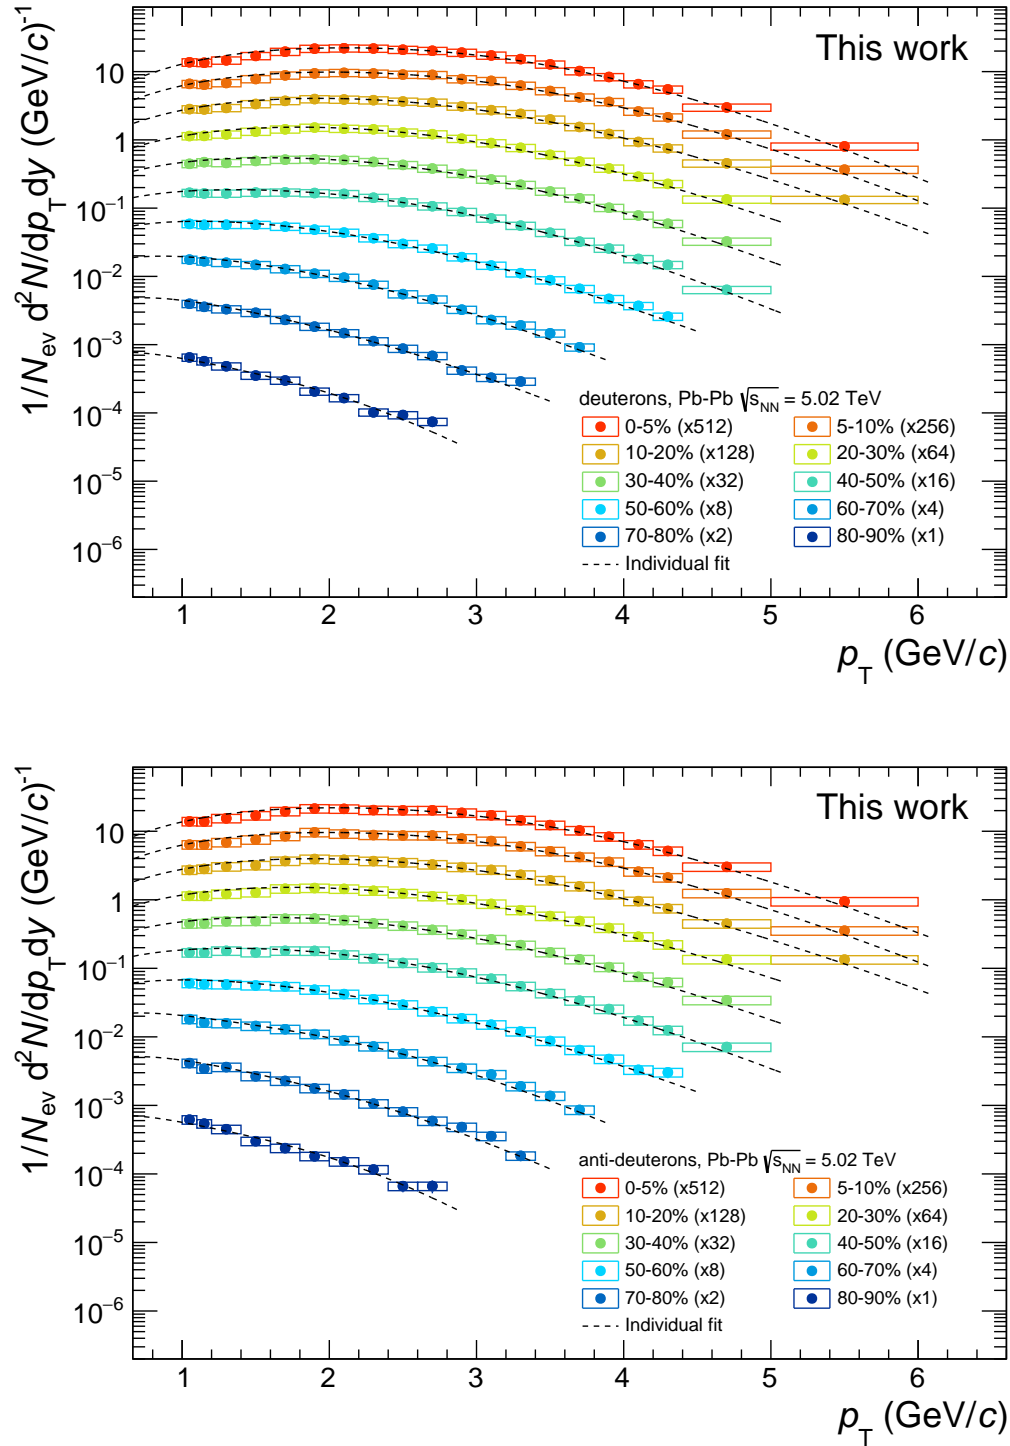 This work
1/N_ev d²N/dp_T dy (GeV/c)⁻¹
10
1
10⁻¹
10⁻²
10⁻³
10⁻⁴
10⁻⁵
10⁻⁶
deuterons, Pb-Pb √s_NN = 5.02 TeV
0-5% (x512) 5-10% (x256)
10-20% (x128) 20-30% (x64)
30-40% (x32) 40-50% (x16)
50-60% (x8) 60-70% (x4)
70-80% (x2) 80-90% (x1)
Individual fit
1 2 3 4 5 6
p_T (GeV/c)
This work
1/N_ev d²N/dp_T dy (GeV/c)⁻¹
10
1
10⁻¹
10⁻²
10⁻³
10⁻⁴
10⁻⁵
10⁻⁶
anti-deuterons, Pb-Pb √s_NN = 5.02 TeV
0-5% (x512) 5-10% (x256)
10-20% (x128) 20-30% (x64)
30-40% (x32) 40-50% (x16)
50-60% (x8) 60-70% (x4)
70-80% (x2) 80-90% (x1)
Individual fit
1 2 3 4 5 6
p_T (GeV/c)